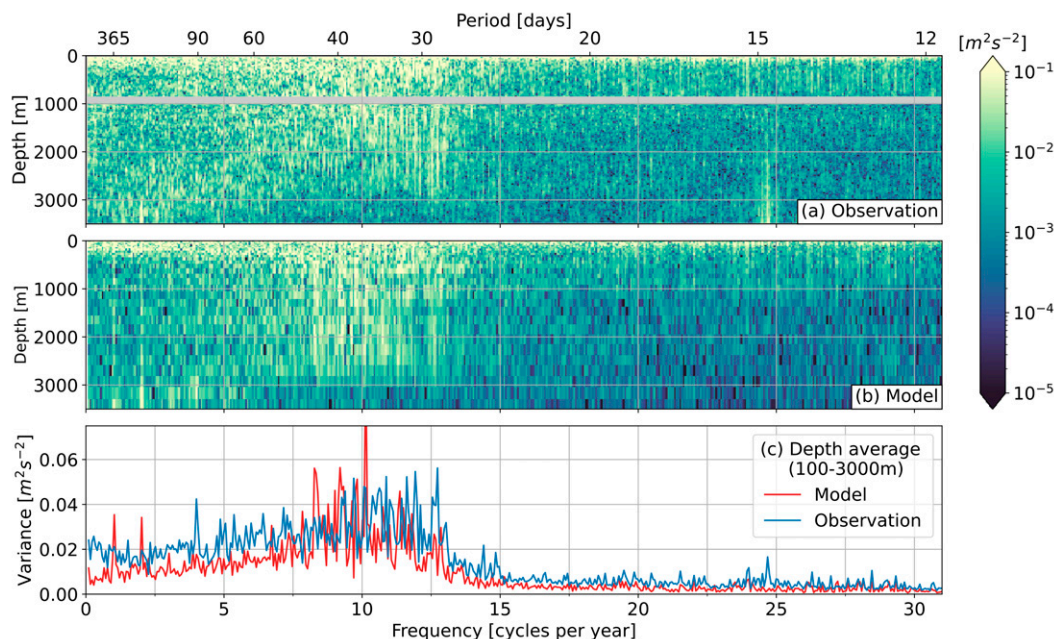 Period [days]
365 90 60 40 30 20 15 12
[m²s⁻²]
0
1000
2000
3000
Depth [m]
(a) Observation
0
1000
2000
3000
Depth [m]
(b) Model
10⁻¹
10⁻²
10⁻³
10⁻⁴
10⁻⁵
0.06
0.04
0.02
0.00
Variance [m²s⁻²]
(c) Depth average
(100-3000m)
Model
Observation
0 5 10 15 20 25 30
Frequency [cycles per year]